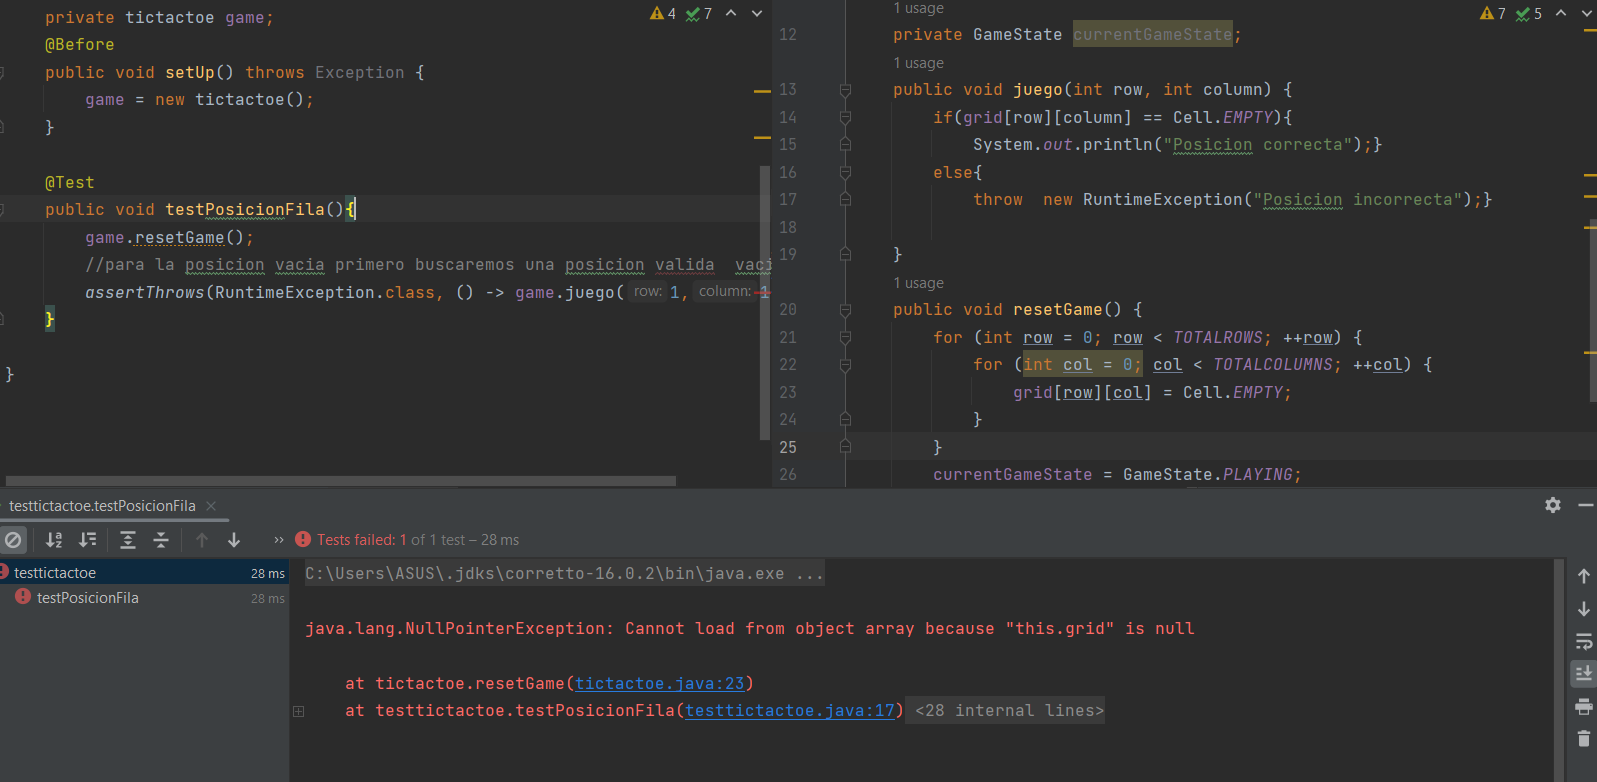 private tictactoe game;
4 7
@Before
public void setUp() throws Exception {
game = new tictactoe();
}
@Test
public void testPosicionFila(){
game.resetGame();
//para la posicion vacia primero buscaremos una posicion valida
assertThrows(RuntimeException.class, () -> game.juego( row: 1, column: 1
}
}
1 usage
7 5
12 private GameState currentGameState;
1 usage
13 public void juego(int row, int column) {
14 if(grid[row][column] == Cell.EMPTY){
15 System.out.println("Posicion correcta");}
16 else{
17 throw new RuntimeException("Posicion incorrecta");}
18
19 }
1 usage
20 public void resetGame() {
21 for (int row = 0; row < TOTALROWS; ++row) {
22 for (int col = 0; col < TOTALCOLUMNS; ++col) {
23 grid[row][col] = Cell.EMPTY;
24 }
25 }
26 currentGameState = GameState.PLAYING;
testtictactoe.testPosicionFila
Tests failed: 1 of 1 test – 28 ms
testtictactoe 28 ms
testPosicionFila 28 ms
C:\Users\ASUS\.jdks\corretto-16.0.2\bin\java.exe ...
java.lang.NullPointerException: Cannot load from object array because "this.grid" is null
at tictactoe.resetGame(tictactoe.java:23)
at testtictactoe.testPosicionFila(testtictactoe.java:17) <28 internal lines>